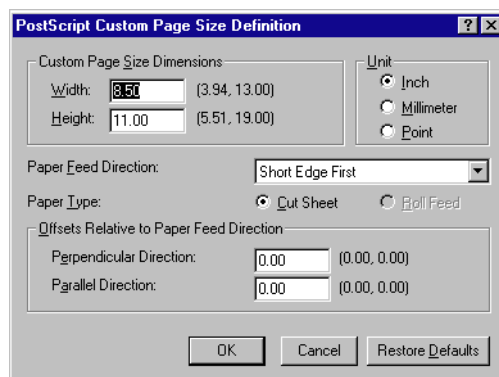 PostScript Custom Page Size Definition
Custom Page Size Dimensions
Width: 8.50 (3.94, 13.00)
Height: 11.00 (5.51, 19.00)
Unit
Inch
Millimeter
Point
Paper Feed Direction: Short Edge First
Paper Type: Cut Sheet Roll Feed
Offsets Relative to Paper Feed Direction
Perpendicular Direction: 0.00 (0.00, 0.00)
Parallel Direction: 0.00 (0.00, 0.00)
OK Cancel Restore Defaults